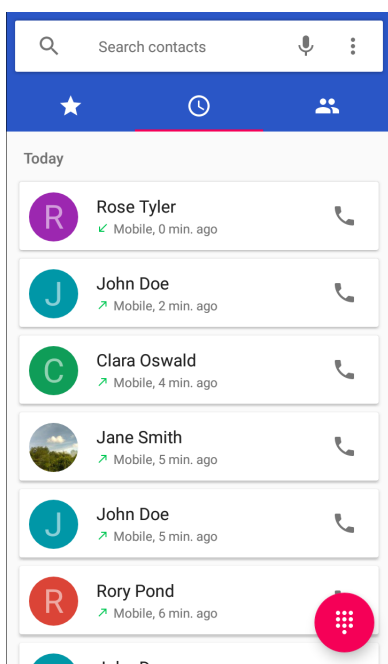 Search contacts
Today
R
Rose Tyler
Mobile, 0 min. ago
J
John Doe
Mobile, 2 min. ago
C
Clara Oswald
Mobile, 4 min. ago
Jane Smith
Mobile, 5 min. ago
J
John Doe
Mobile, 5 min. ago
R
Rory Pond
Mobile, 6 min. ago